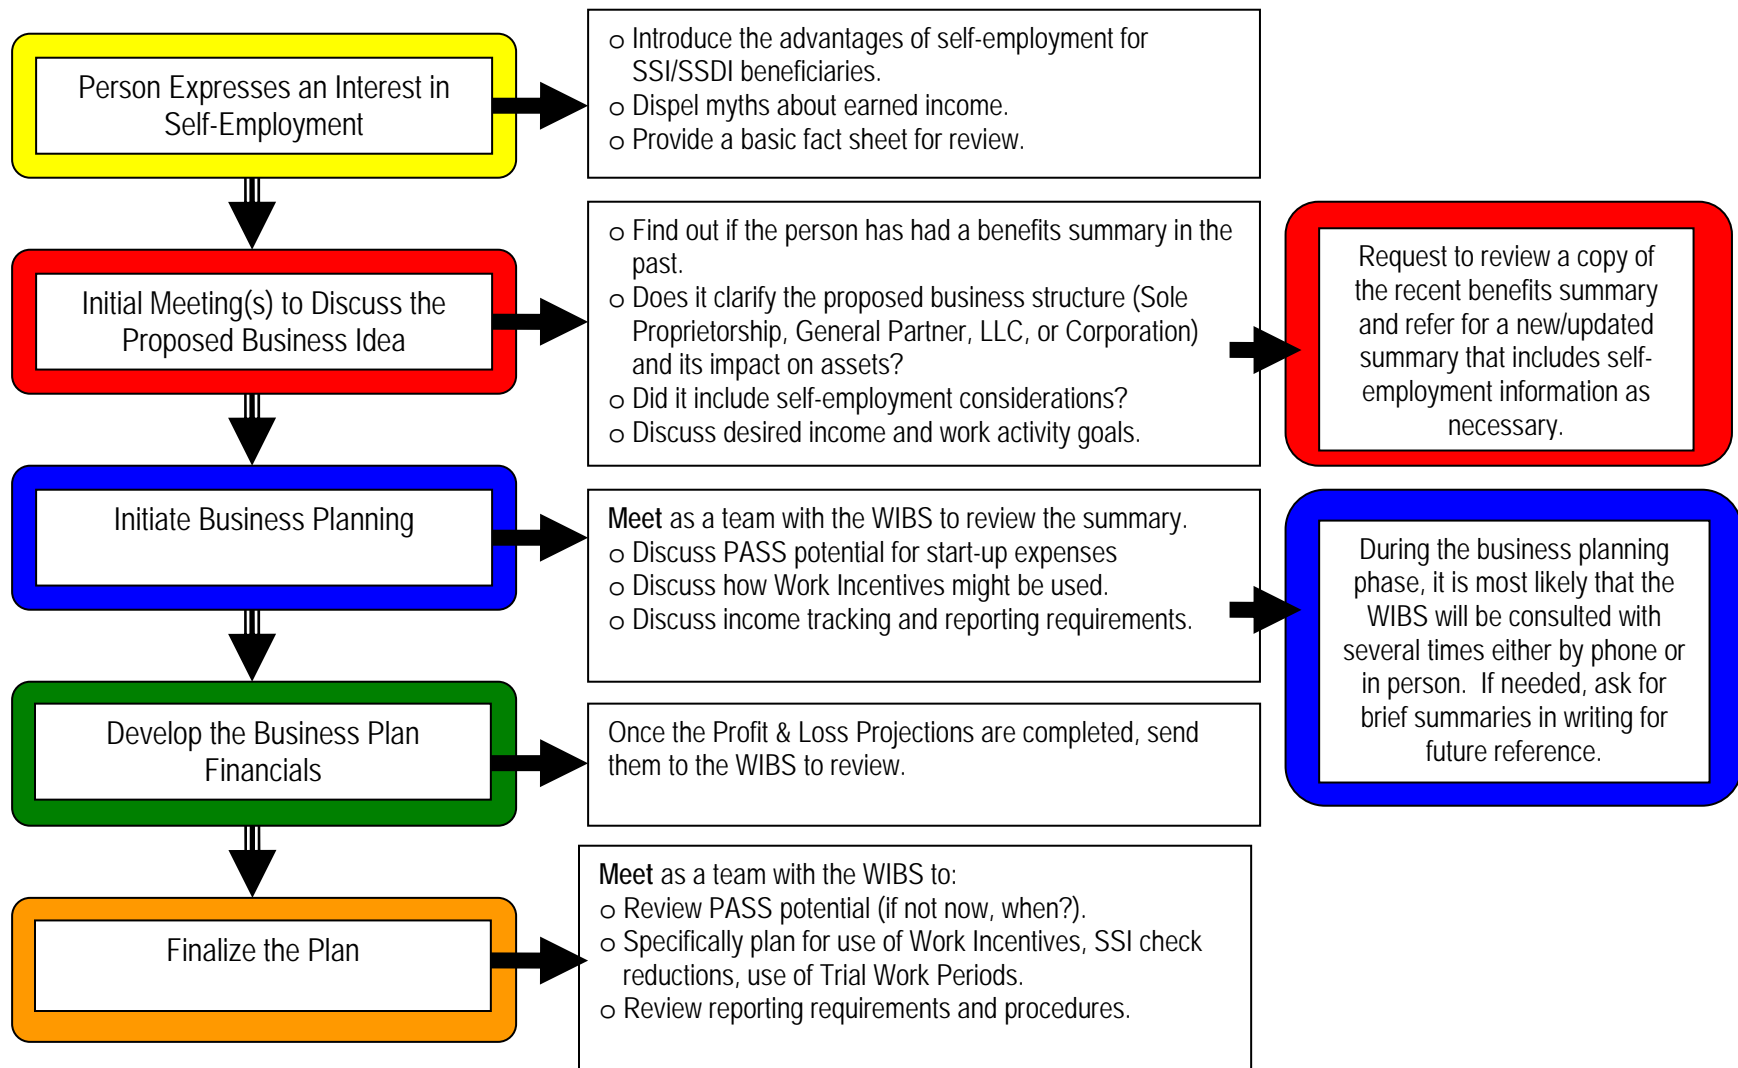 Person Expresses an Interest in
Self-Employment
o Introduce the advantages of self-employment for
SSI/SSDI beneficiaries.
o Dispel myths about earned income.
o Provide a basic fact sheet for review.
Initial Meeting(s) to Discuss the
Proposed Business Idea
o Find out if the person has had a benefits summary in the
past.
o Does it clarify the proposed business structure (Sole
Proprietorship, General Partner, LLC, or Corporation)
and its impact on assets?
o Did it include self-employment considerations?
o Discuss desired income and work activity goals.
Request to review a copy of
the recent benefits summary
and refer for a new/updated
summary that includes self-
employment information as
necessary.
Initiate Business Planning
Meet as a team with the WIBS to review the summary.
o Discuss PASS potential for start-up expenses
o Discuss how Work Incentives might be used.
o Discuss income tracking and reporting requirements.
During the business planning
phase, it is most likely that the
WIBS will be consulted with
several times either by phone or
in person.  If needed, ask for
brief summaries in writing for
future reference.
Develop the Business Plan
Financials
Once the Profit & Loss Projections are completed, send
them to the WIBS to review.
Finalize the Plan
Meet as a team with the WIBS to:
o Review PASS potential (if not now, when?).
o Specifically plan for use of Work Incentives, SSI check
reductions, use of Trial Work Periods.
o Review reporting requirements and procedures.